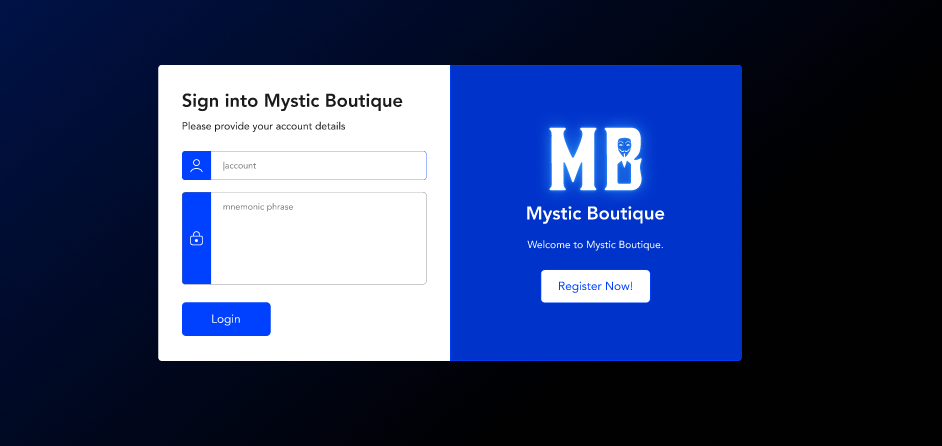 Sign into Mystic Boutique
Please provide your account details
account
mnemonic phrase
Login
MB
Mystic Boutique
Welcome to Mystic Boutique.
Register Now!